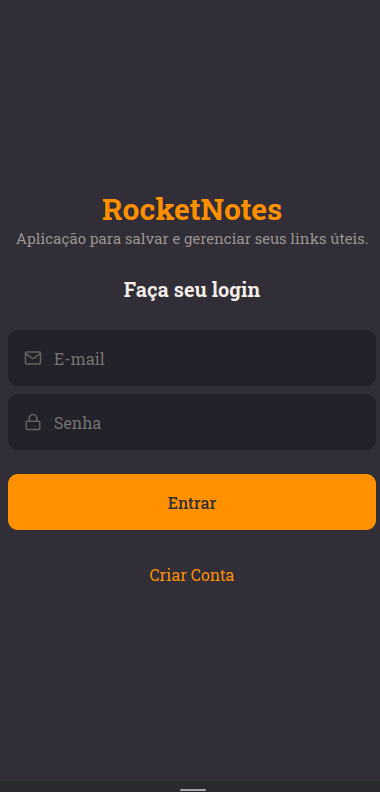 RocketNotes
Aplicação para salvar e gerenciar seus links úteis.
Faça seu login
E-mail
Senha
Entrar
Criar Conta